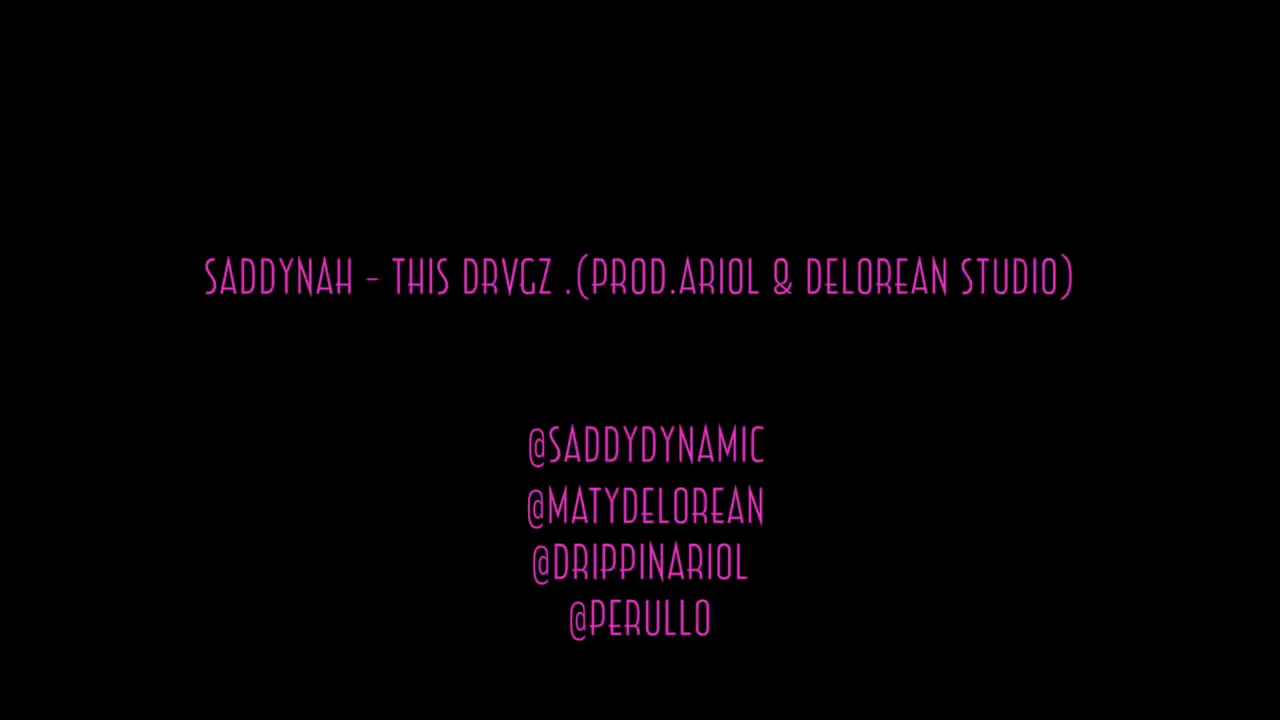 SADDYNAH - THIS DRVGZ .(PROD.ARIOL & DELOREAN STUDIO)
@SADDYDYNAMIC
@MATYDELOREAN
@DRIPPINARIOL
@PERULLO